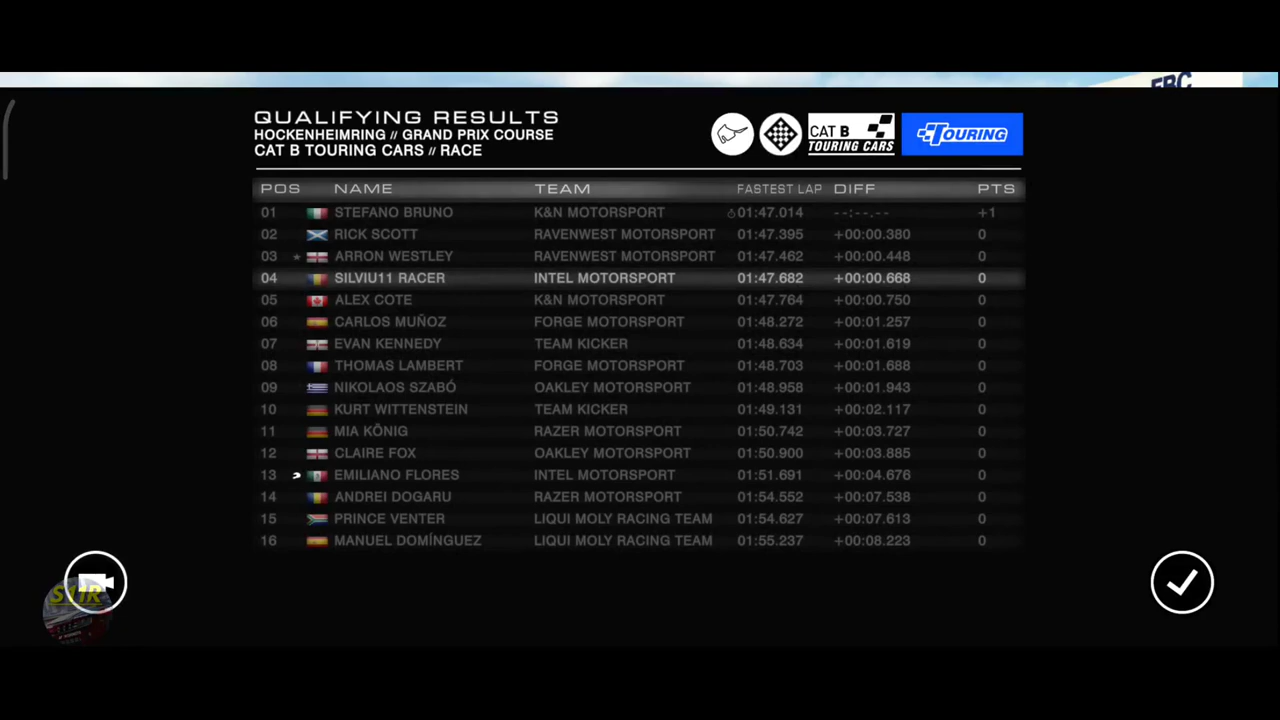 EBC
QUALIFYING RESULTS
HOCKENHEIMRING // GRAND PRIX COURSE
CAT B TOURING CARS // RACE
CAT B
TOURING CARS
TOURING
POS NAME TEAM FASTEST LAP DIFF PTS
01 STEFANO BRUNO K&N MOTORSPORT 01:47.014 --:--.-- +1
02 RICK SCOTT RAVENWEST MOTORSPORT 01:47.395 +00:00.380 0
03 ARRON WESTLEY RAVENWEST MOTORSPORT 01:47.462 +00:00.448 0
04 SILVIU11 RACER INTEL MOTORSPORT 01:47.682 +00:00.668 0
05 ALEX COTE K&N MOTORSPORT 01:47.764 +00:00.750 0
06 CARLOS MUÑOZ FORGE MOTORSPORT 01:48.272 +00:01.257 0
07 EVAN KENNEDY TEAM KICKER 01:48.634 +00:01.619 0
08 THOMAS LAMBERT FORGE MOTORSPORT 01:48.703 +00:01.688 0
09 NIKOLAOS SZABÓ OAKLEY MOTORSPORT 01:48.958 +00:01.943 0
10 KURT WITTENSTEIN TEAM KICKER 01:49.131 +00:02.117 0
11 MIA KÖNIG RAZER MOTORSPORT 01:50.742 +00:03.727 0
12 CLAIRE FOX OAKLEY MOTORSPORT 01:50.900 +00:03.885 0
13 EMILIANO FLORES INTEL MOTORSPORT 01:51.691 +00:04.676 0
14 ANDREI DOGARU RAZER MOTORSPORT 01:54.552 +00:07.538 0
15 PRINCE VENTER LIQUI MOLY RACING TEAM 01:54.627 +00:07.613 0
16 MANUEL DOMÍNGUEZ LIQUI MOLY RACING TEAM 01:55.237 +00:08.223 0
S11R